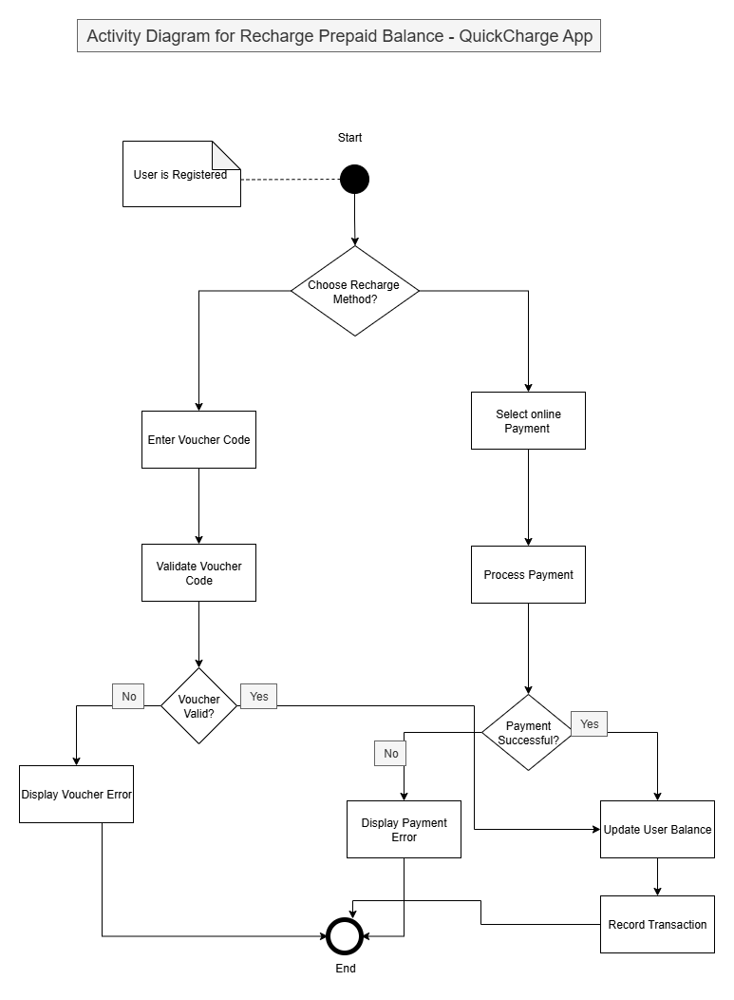 Activity Diagram for Recharge Prepaid Balance - QuickCharge App
Start
User is Registered
Choose Recharge
Method?
Enter Voucher Code
Select online
Payment
Validate Voucher
Code
Process Payment
No
Voucher
Valid?
Yes
Payment
Successful?
Yes
No
Display Voucher Error
Display Payment
Error
Update User Balance
Record Transaction
End